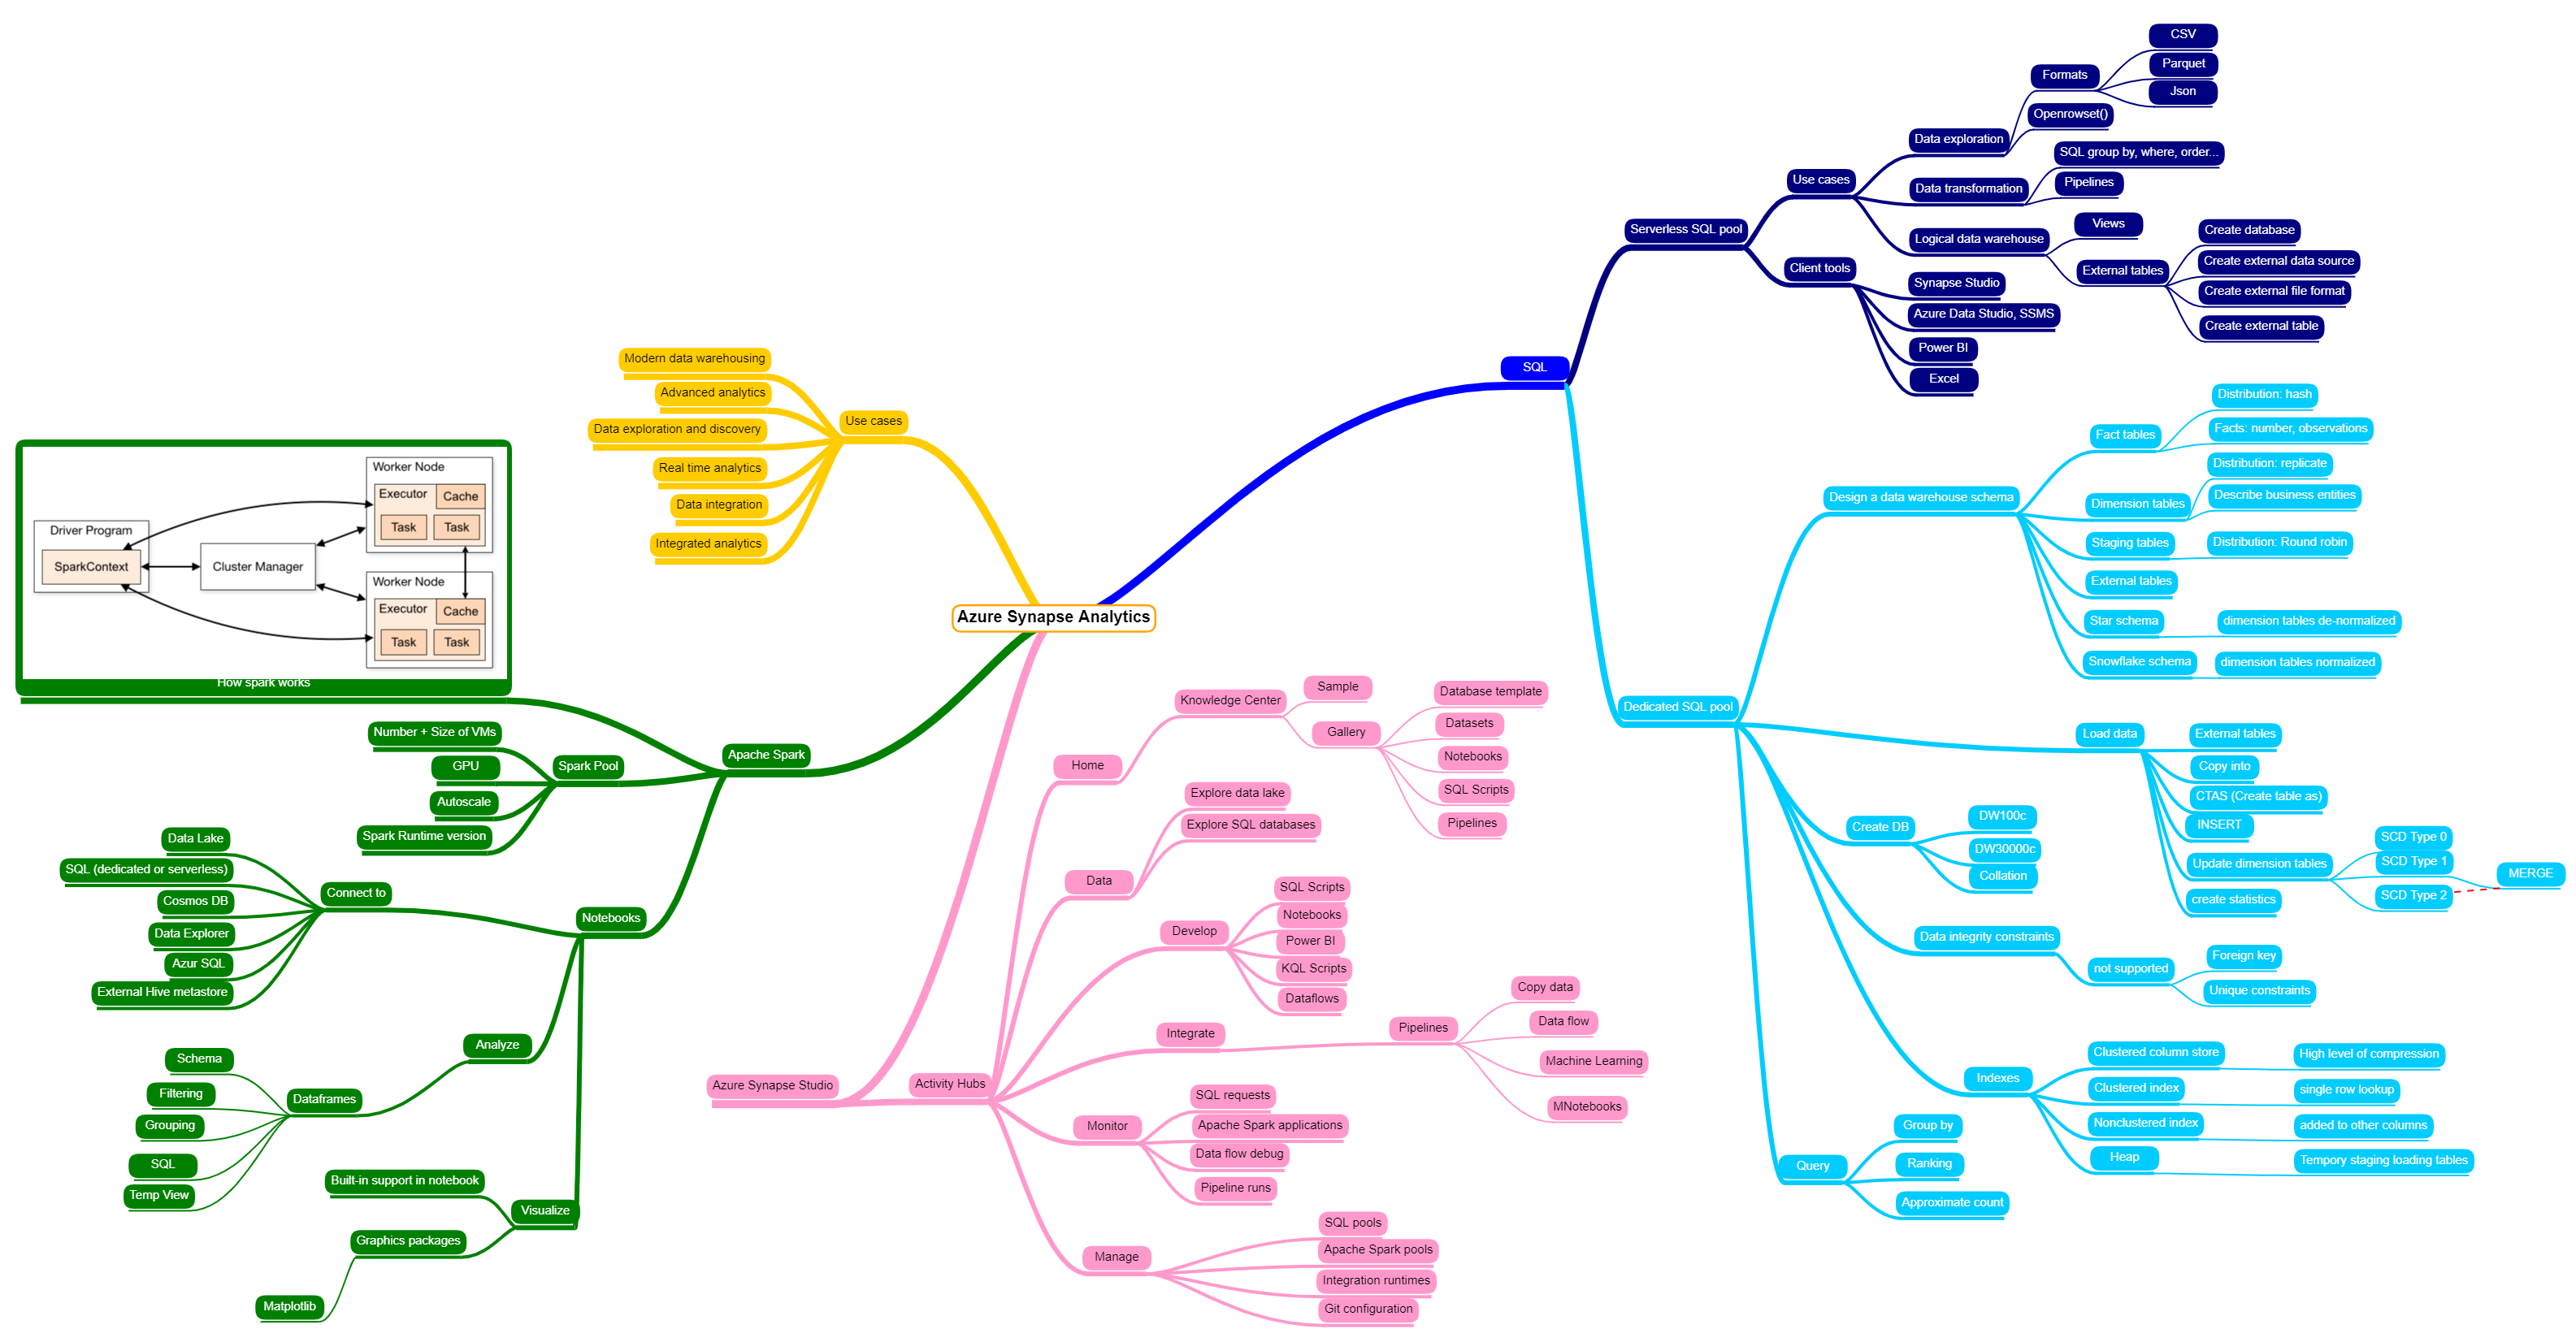 Azure Synapse Analytics
Use cases
Modern data warehousing
Advanced analytics
Data exploration and discovery
Real time analytics
Data integration
Integrated analytics
SQL
Serverless SQL pool
Use cases
Data exploration
Formats
CSV
Parquet
Json
Openrowset()
Data transformation
SQL group by, where, order...
Pipelines
Logical data warehouse
Views
External tables
Create database
Create external data source
Create external file format
Create external table
Client tools
Synapse Studio
Azure Data Studio, SSMS
Power BI
Excel
Dedicated SQL pool
Design a data warehouse schema
Fact tables
Distribution: hash
Facts: number, observations
Dimension tables
Distribution: replicate
Describe business entities
Staging tables
Distribution: Round robin
External tables
Star schema
dimension tables de-normalized
Snowflake schema
dimension tables normalized
Load data
External tables
Copy into
CTAS (Create table as)
INSERT
Update dimension tables
SCD Type 0
SCD Type 1
SCD Type 2
MERGE
create statistics
Create DB
DW100c
DW30000c
Collation
Data integrity constraints
not supported
Foreign key
Unique constraints
Indexes
Clustered column store
High level of compression
Clustered index
single row lookup
Nonclustered index
added to other columns
Heap
Tempory staging loading tables
Query
Group by
Ranking
Approximate count
Apache Spark
Driver Program
SparkContext
Cluster Manager
Worker Node
Executor
Cache
Task
Task
Worker Node
Executor
Cache
Task
Task
How spark works
Spark Pool
Number + Size of VMs
GPU
Autoscale
Spark Runtime version
Notebooks
Connect to
Data Lake
SQL (dedicated or serverless)
Cosmos DB
Data Explorer
Azur SQL
External Hive metastore
Analyze
Dataframes
Schema
Filtering
Grouping
SQL
Temp View
Visualize
Built-in support in notebook
Graphics packages
Matplotlib
Azure Synapse Studio
Activity Hubs
Home
Knowledge Center
Sample
Gallery
Database template
Datasets
Notebooks
SQL Scripts
Pipelines
Data
Explore data lake
Explore SQL databases
Develop
SQL Scripts
Notebooks
Power BI
KQL Scripts
Dataflows
Integrate
Pipelines
Copy data
Data flow
Machine Learning
MNotebooks
Monitor
SQL requests
Apache Spark applications
Data flow debug
Pipeline runs
Manage
SQL pools
Apache Spark pools
Integration runtimes
Git configuration